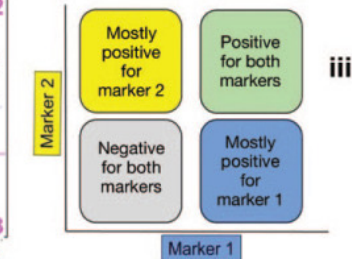 2
Mostly
positive
for
marker 2
Positive
for both
markers
iii
Marker 2
Negative
for both
markers
Mostly
positive
for
marker 1
Marker 1